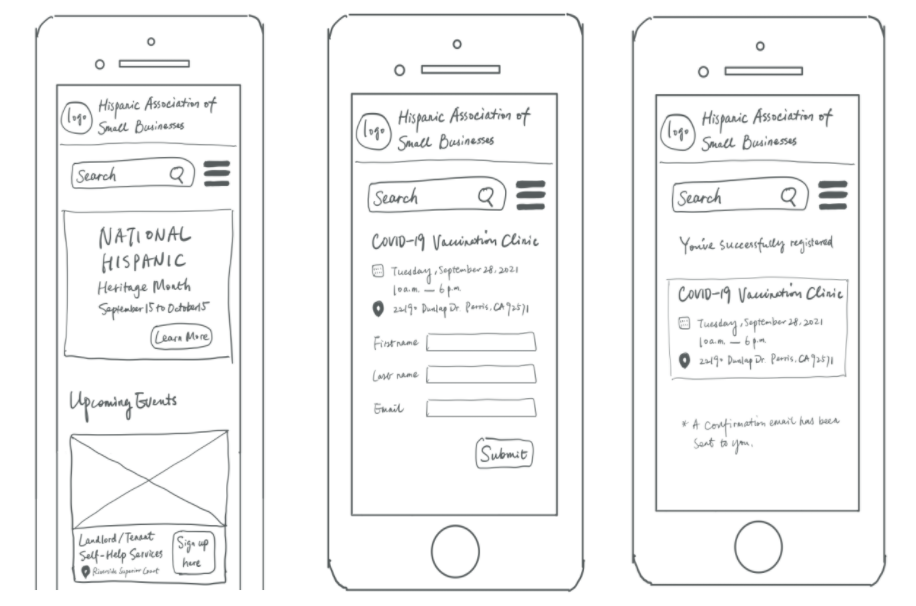 logo
Hispanic Association of
Small Businesses
Search
NATIONAL
HISPANIC
Heritage Month
September 15 to October 5
Learn More
Upcoming Events
Landlord/Tenant
Self-Help Services
Riverside Superior Court
Sign up
here
logo
Hispanic Association of
Small Businesses
Search
COVID-19 Vaccination Clinic
Tuesday, September 28, 2021
10 a.m. — 6 p.m.
22190 Dunlap Dr. Perris, CA 92571
First name
Last name
Email
Submit
logo
Hispanic Association of
Small Businesses
Search
You've successfully registered
COVID-19 Vaccination Clinic
Tuesday, September 28, 2021
10 a.m. — 6 p.m.
22190 Dunlap Dr. Perris, CA 92571
* A confirmation email has been
sent to you.